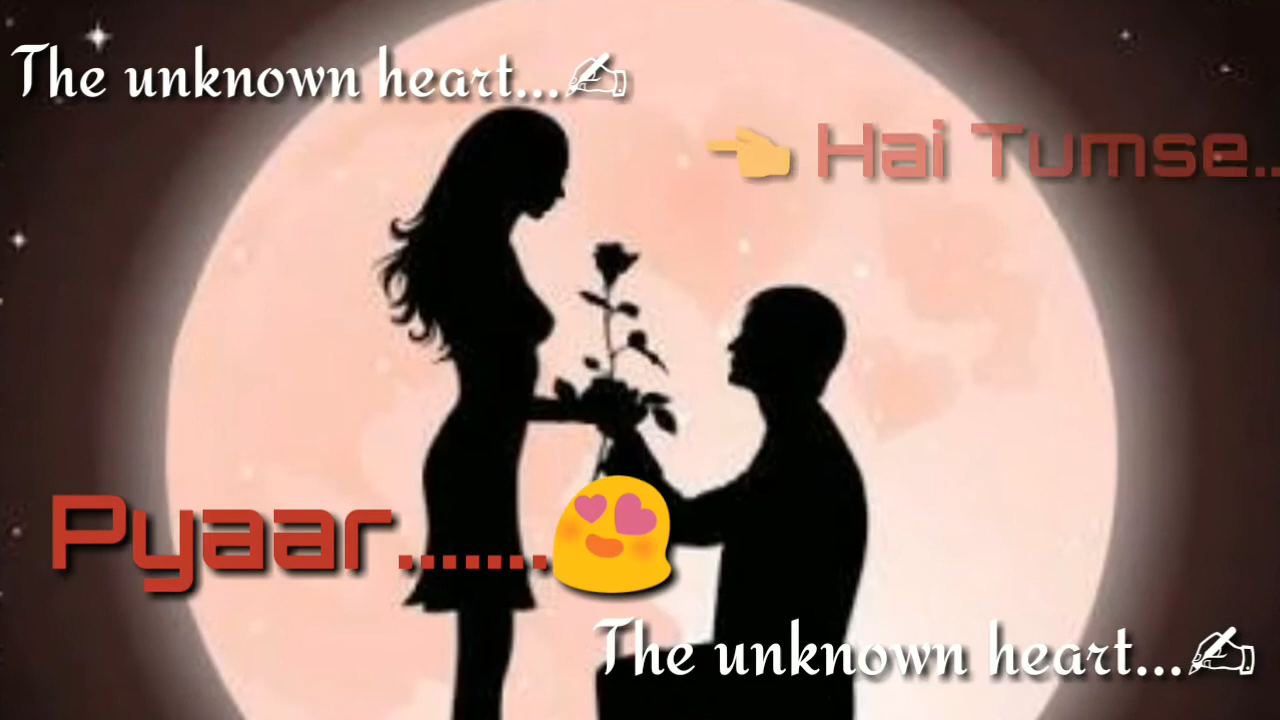 The unknown heart...✍
👈 Hai Tumse..
Pyaar.......😍
The unknown heart...✍